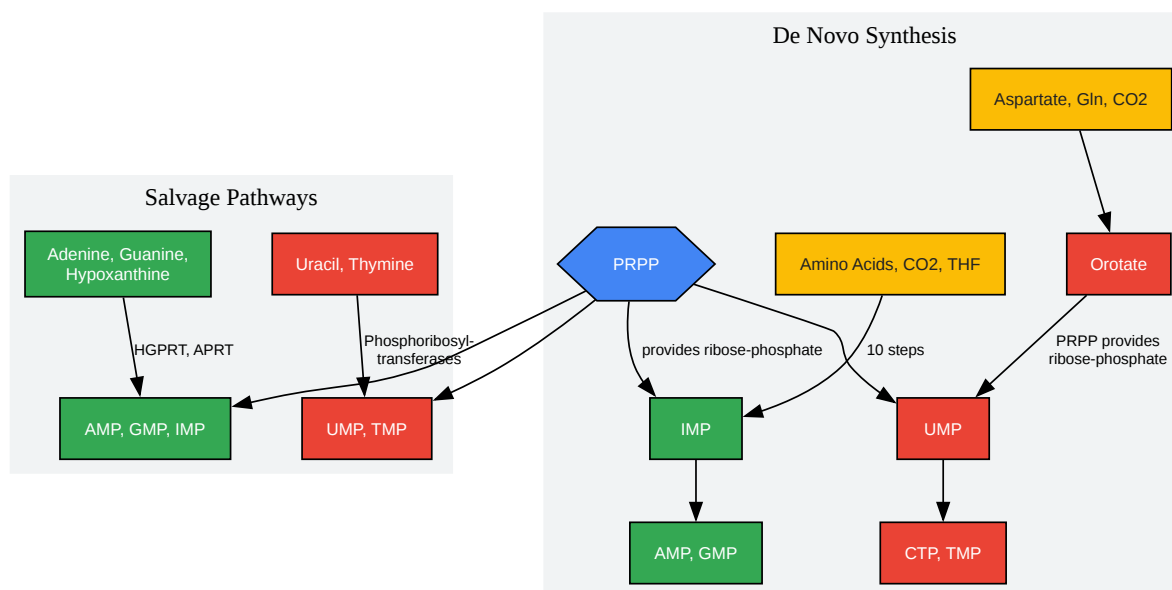 De Novo Synthesis
Aspartate, Gln, CO2
Salvage Pathways
Adenine, Guanine,
Hypoxanthine
Uracil, Thymine
PRPP
Amino Acids, CO2, THF
Orotate
HGPRT, APRT
Phosphoribosyl-
transferases
provides ribose-phosphate
10 steps
PRPP provides
ribose-phosphate
AMP, GMP, IMP
UMP, TMP
IMP
UMP
AMP, GMP
CTP, TMP